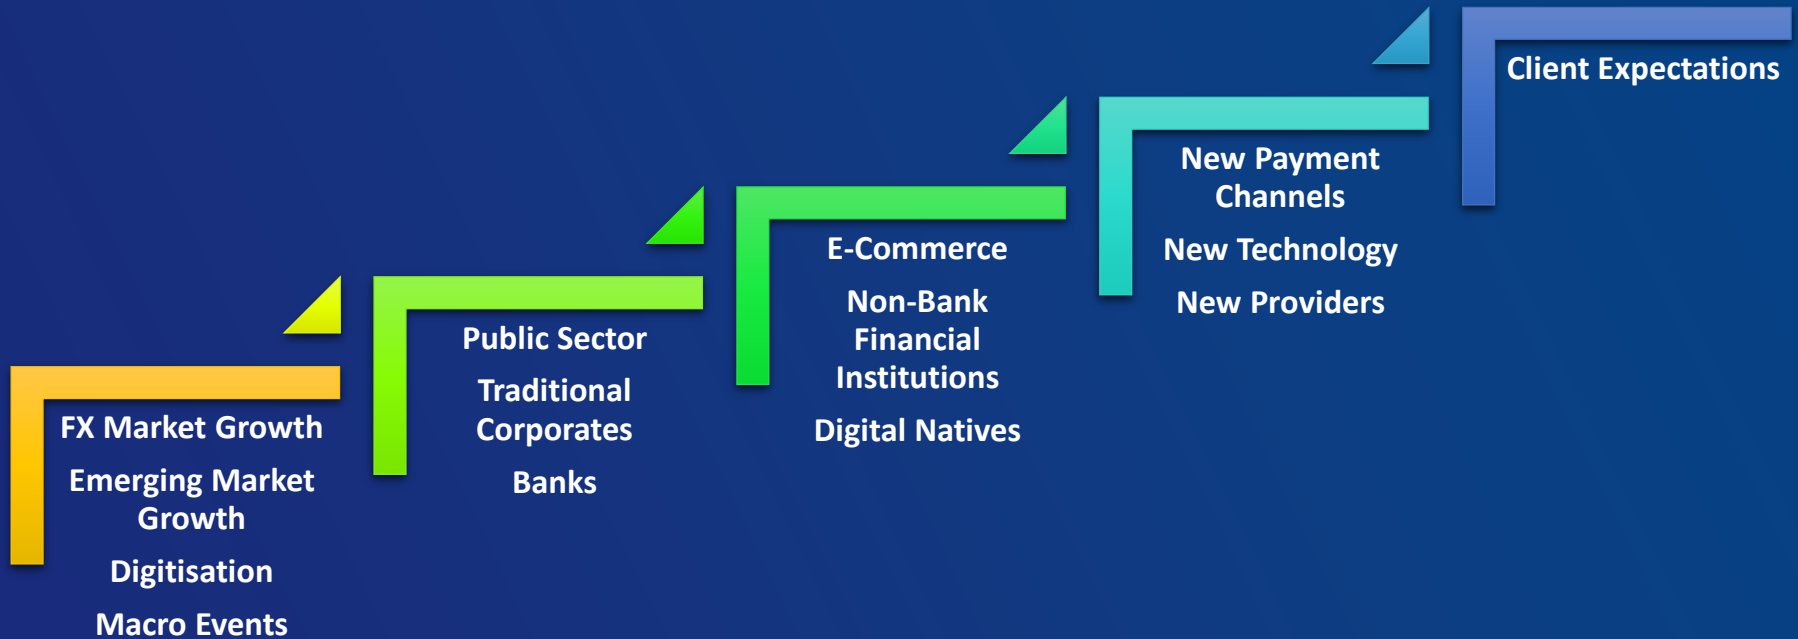 FX Market Growth
Emerging Market
Growth
Digitisation
Macro Events
Public Sector
Traditional
Corporates
Banks
E-Commerce
Non-Bank
Financial
Institutions
Digital Natives
New Payment
Channels
New Technology
New Providers
Client Expectations